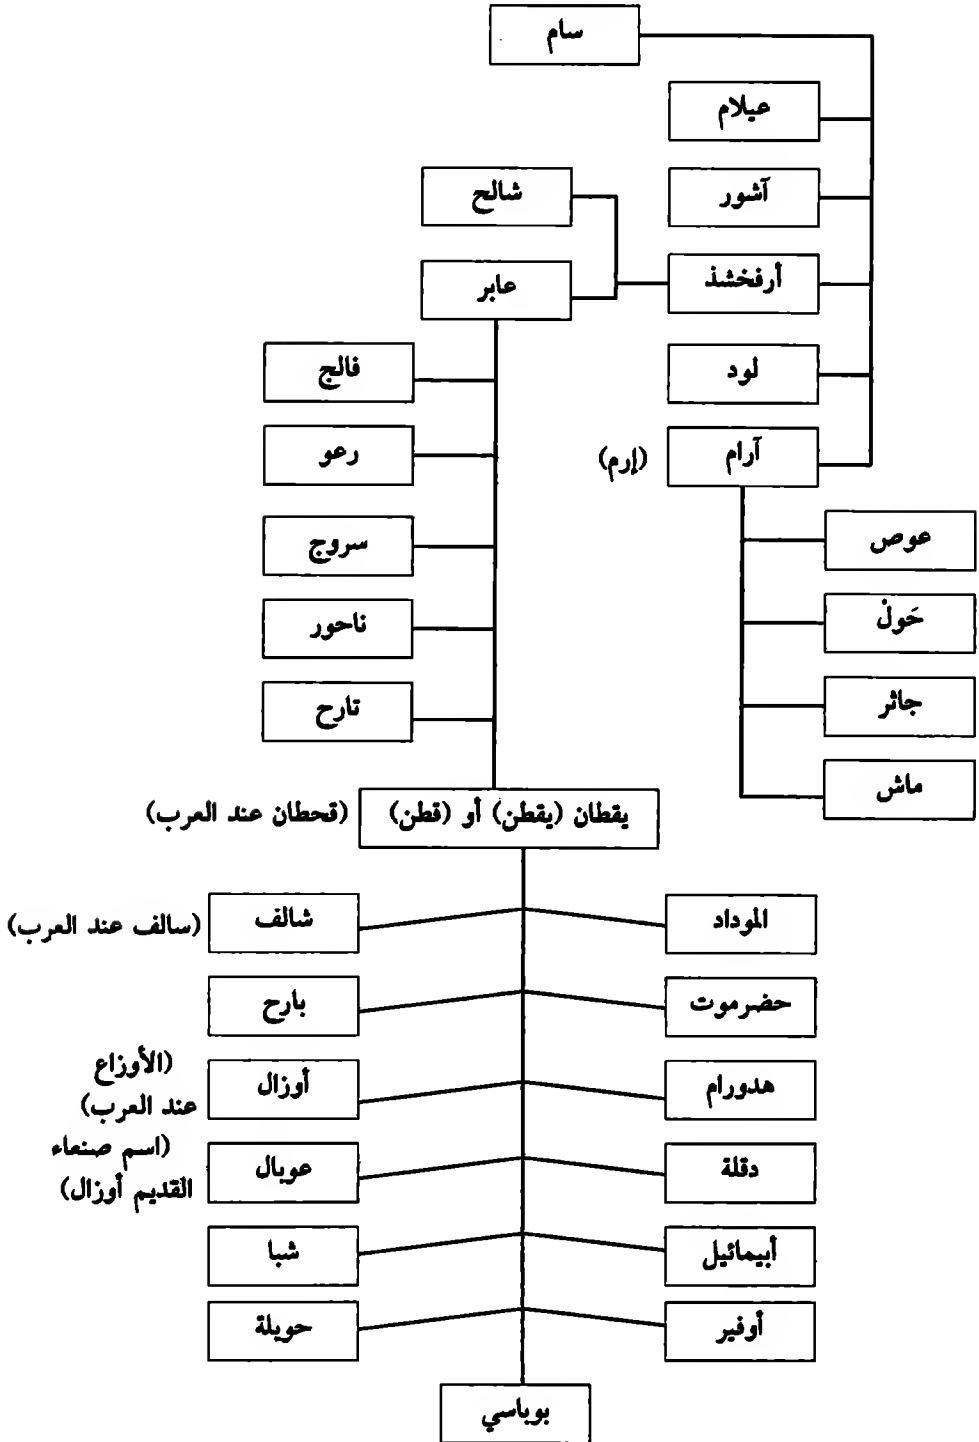 سام
عيلام
آشور
شالح
أرفخشذ
عابر
لود
فالج
آرام
(إرم)
رعو
عوص
سروج
حَولْ
ناحور
جاثر
تارح
ماش
يقطان (يقطن) أو (قطن)
(قحطان عند العرب)
الموداد
شالف
(سالف عند العرب)
حضرموت
يارح
هدورام
أوزال
(الأوزاع
عند العرب)
دقلة
عوبال
(اسم صنعاء
القديم أوزال)
أبيمائيل
شبا
أوفير
حويلة
يوباسي